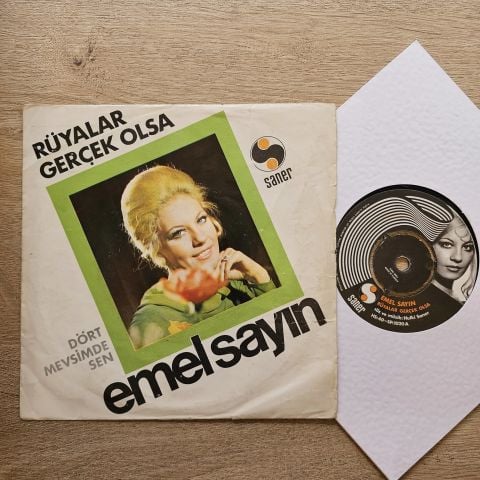 RÜYALAR
GERÇEK OLSA
saner
DÖRT
MEVSİMDE
SEN
emel sayın
saner
EMEL SAYIN
RÜYALAR GERÇEK OLSA